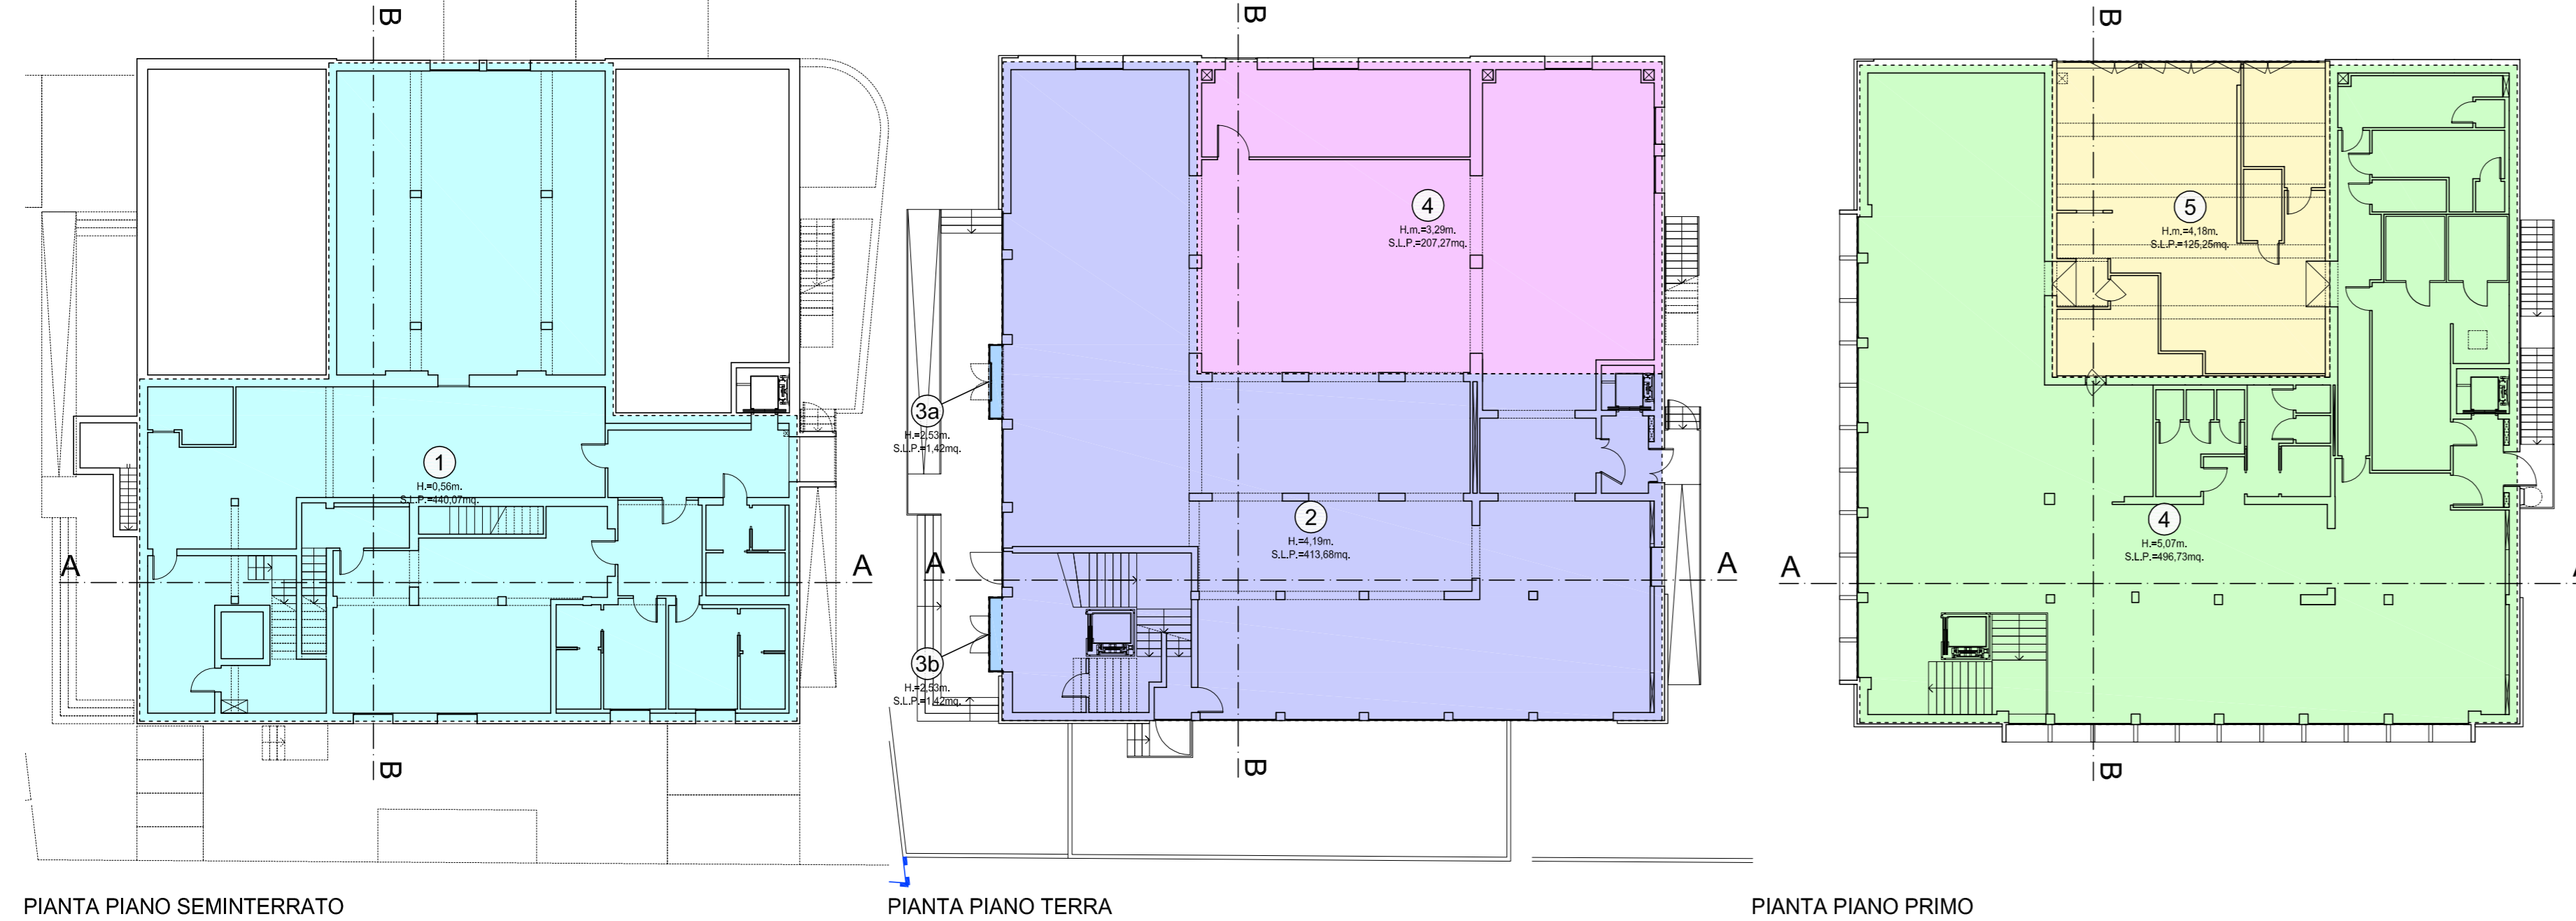 B
1
H.=0,56m.
S.L.P.=440,07mq.
A
A
B
PIANTA PIANO SEMINTERRATO
B
4
H.m.=3,29m.
S.L.P.=207,27mq.
3a
H.=2,53m.
S.L.P.=1,42mq.
2
H.=4,19m.
S.L.P.=413,68mq.
A
A
3b
H.=2,53m.
S.L.P.=1,42mq.
B
PIANTA PIANO TERRA
B
5
H.m.=4,18m.
S.L.P.=125,25mq.
4
H.=5,07m.
S.L.P.=496,73mq.
A
A
B
PIANTA PIANO PRIMO